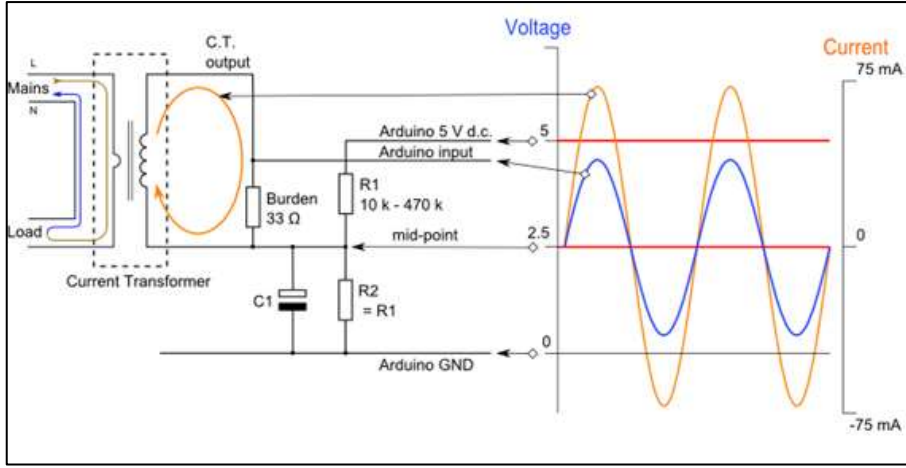 Voltage
Current
C.T.
output
L
Mains
N
Load
Current Transformer
75 mA
Arduino 5 V d.c.
5
Arduino input
Burden
33 Ω
R1
10 k - 470 k
mid-point
2.5
0
C1
R2
= R1
0
Arduino GND
-75 mA